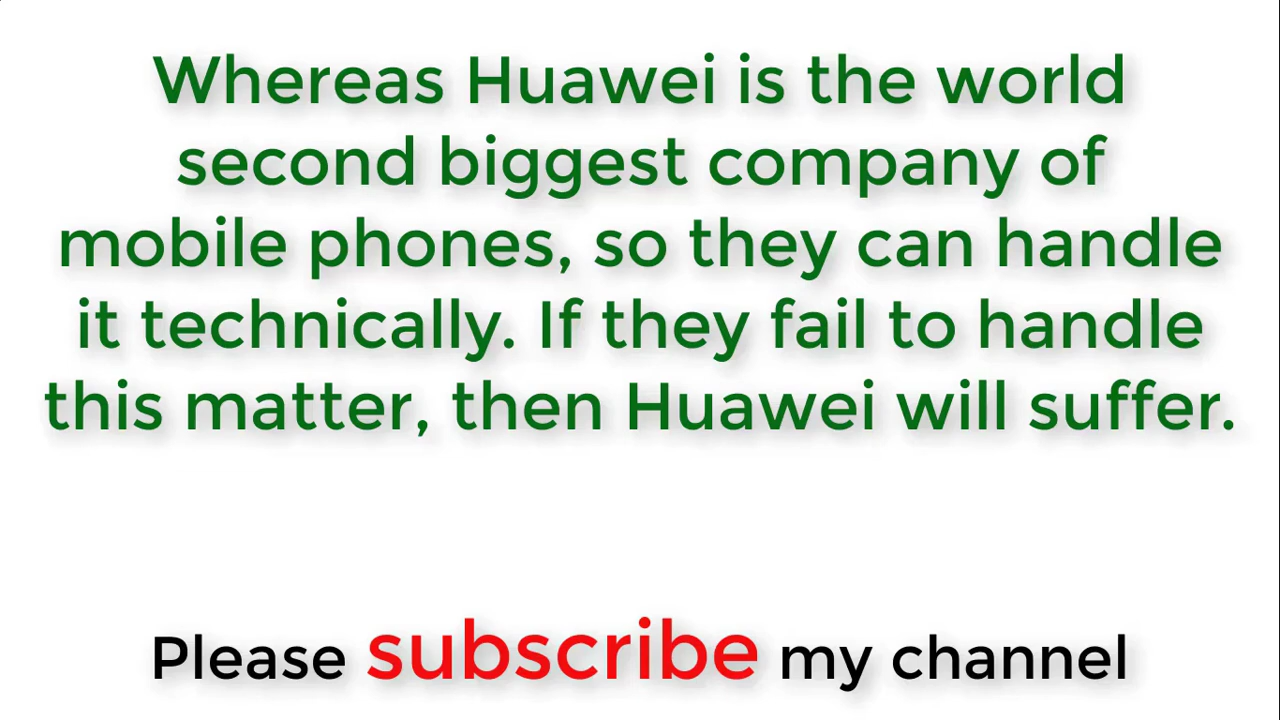 Whereas Huawei is the world
second biggest company of
mobile phones, so they can handle
it technically. If they fail to handle
this matter, then Huawei will suffer.
Please subscribe my channel